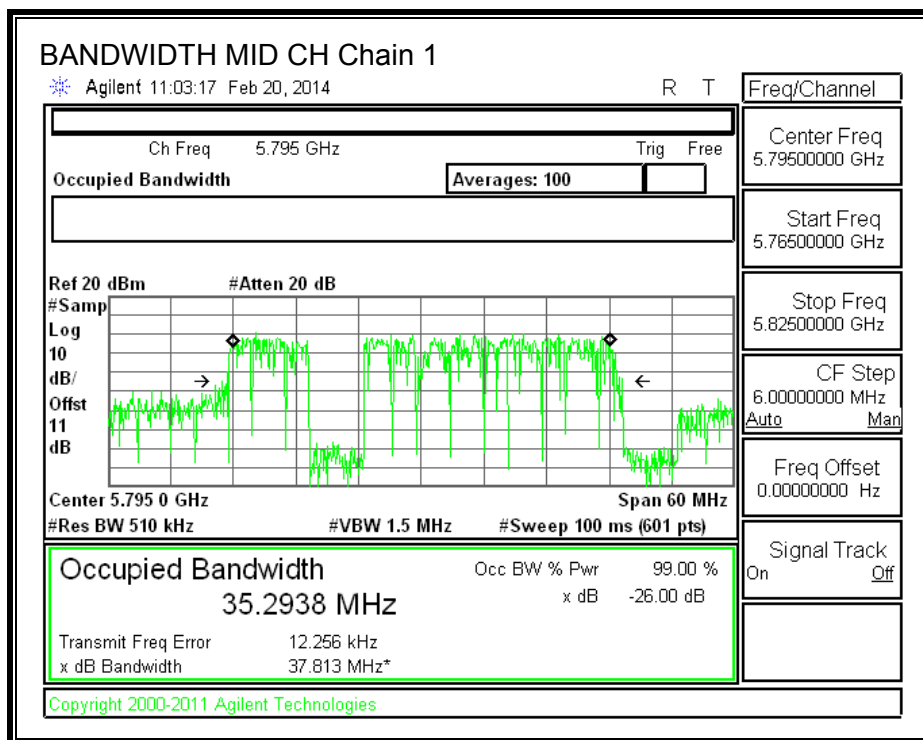 BANDWIDTH MID CH Chain 1
Agilent 11:03:17 Feb 20, 2014 R T
Ch Freq 5.795 GHz Trig Free
Occupied Bandwidth Averages: 100
Ref 20 dBm #Atten 20 dB
#Samp
Log
10
dB/
Offst
11
dB
Center 5.795 0 GHz Span 60 MHz
#Res BW 510 kHz #VBW 1.5 MHz #Sweep 100 ms (601 pts)
Occupied Bandwidth Occ BW % Pwr 99.00 %
35.2938 MHz x dB -26.00 dB
Transmit Freq Error 12.256 kHz
x dB Bandwidth 37.813 MHz*
Copyright 2000-2011 Agilent Technologies
Freq/Channel
Center Freq
5.79500000 GHz
Start Freq
5.76500000 GHz
Stop Freq
5.82500000 GHz
CF Step
6.00000000 MHz
Auto Man
Freq Offset
0.00000000 Hz
Signal Track
On Off